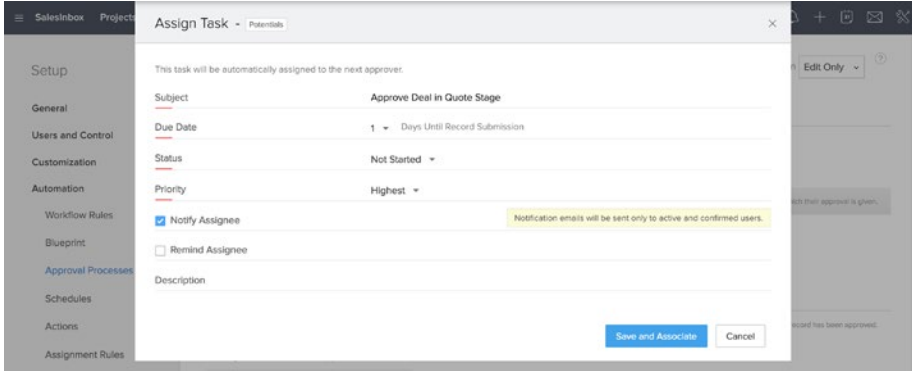 SalesInbox Projects
Assign Task - Potentials
Setup
Edit Only
This task will be automatically assigned to the next approver.
General
Subject Approve Deal in Quote Stage
Users and Control
Due Date 1 Days Until Record Submission
Customization
Status Not Started
Automation
Priority Highest
Workflow Rules
Notify Assignee Notification emails will be sent only to active and confirmed users.
their approval is given.
Blueprint
Remind Assignee
Approval Processes
Description
Schedules
Actions
Save and Associate Cancel
record has been approved.
Assignment Rules